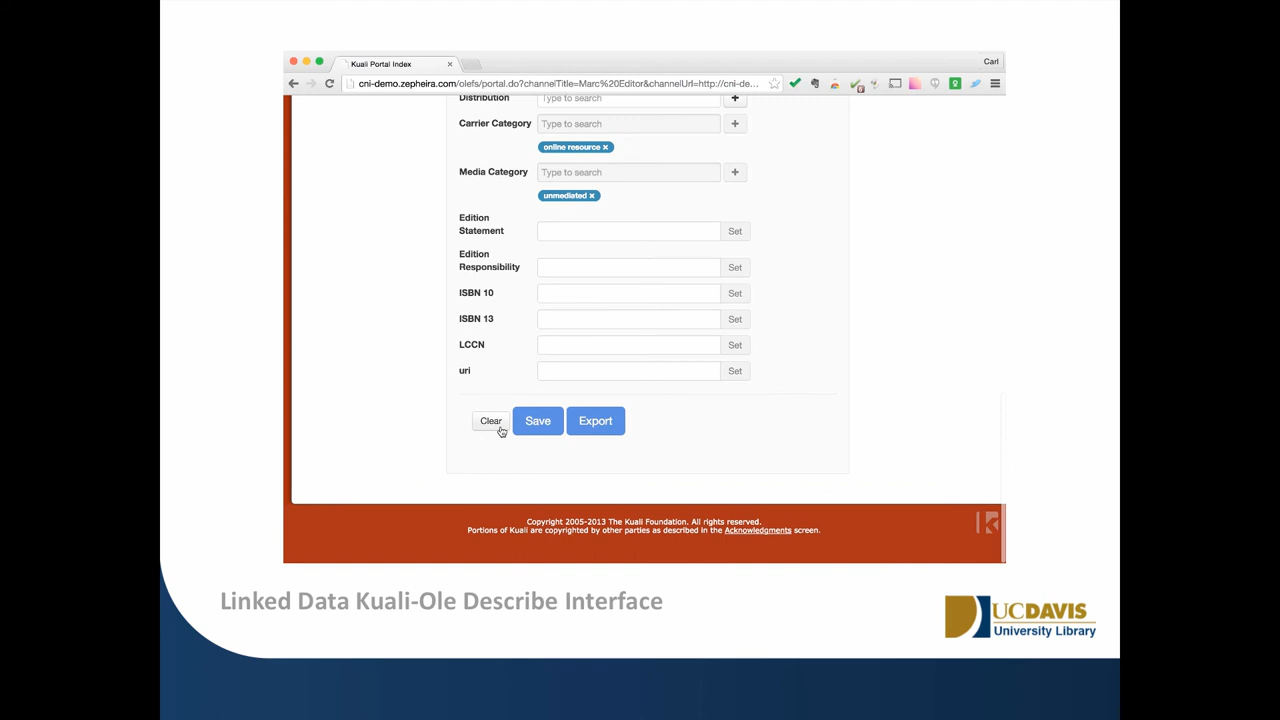 Kuali Portal Index ×
Carl
cni-demo.zepheira.com/olefs/portal.do?channelTitle=Marc%20Editor&channelUrl=http://cni-de...
Distribution Type to search +
Carrier Category Type to search +
online resource ×
Media Category Type to search +
unmediated ×
Edition
Statement Set
Edition
Responsibility Set
ISBN 10 Set
ISBN 13 Set
LCCN Set
uri Set
Clear Save Export
Copyright 2005-2013 The Kuali Foundation. All rights reserved.
Portions of Kuali are copyrighted by other parties as described in the Acknowledgments screen.
Linked Data Kuali-Ole Describe Interface
UCDAVIS
University Library